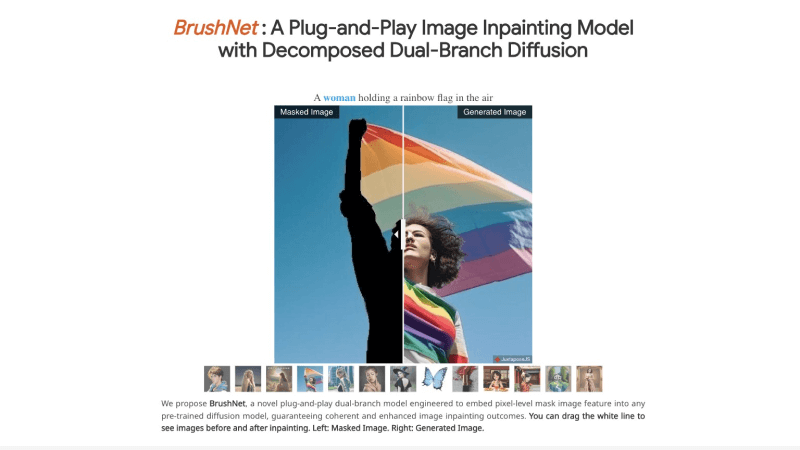 BrushNet : A Plug-and-Play Image Inpainting Model
with Decomposed Dual-Branch Diffusion
A woman holding a rainbow flag in the air
Masked Image
Generated Image
JuxtaposeJS
We propose BrushNet, a novel plug-and-play dual-branch model engineered to embed pixel-level mask image feature into any
pre-trained diffusion model, guaranteeing coherent and enhanced image inpainting outcomes. You can drag the white line to
see images before and after inpainting. Left: Masked Image. Right: Generated Image.